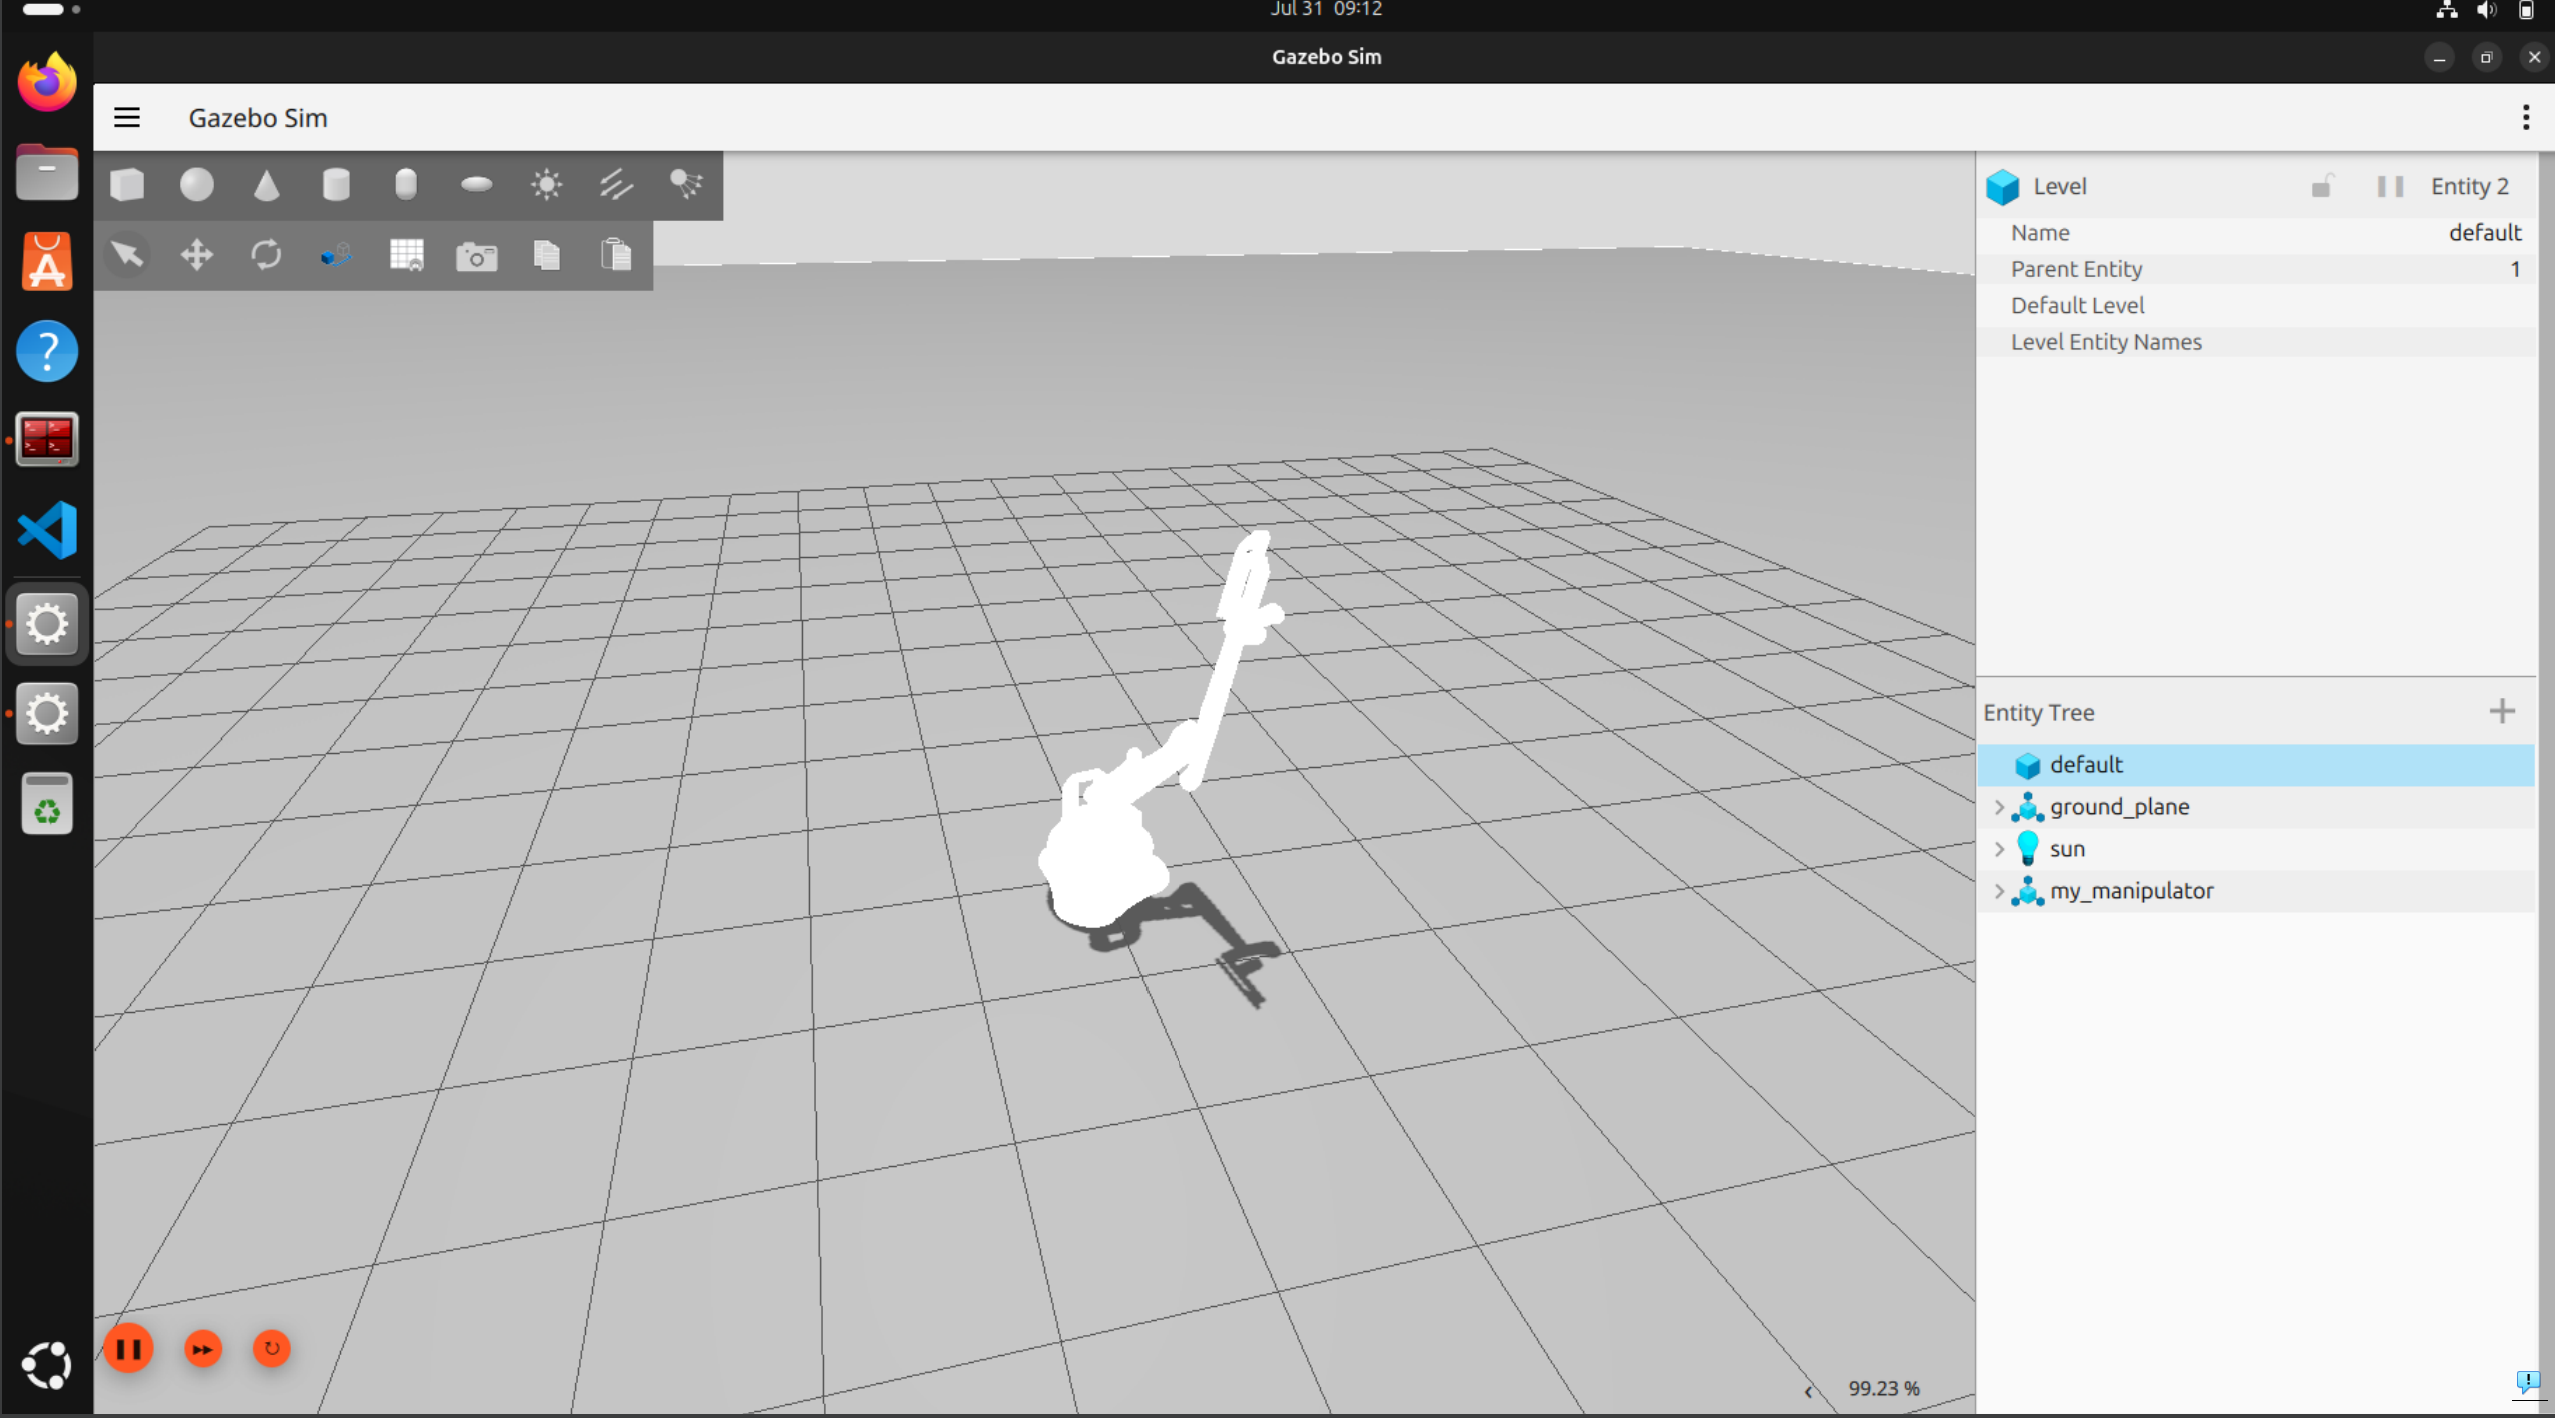 Jul 31 09:12
Gazebo Sim
Gazebo Sim
Level
Entity 2
Name
default
Parent Entity
1
Default Level
Level Entity Names
Entity Tree
default
ground_plane
sun
my_manipulator
99.23 %